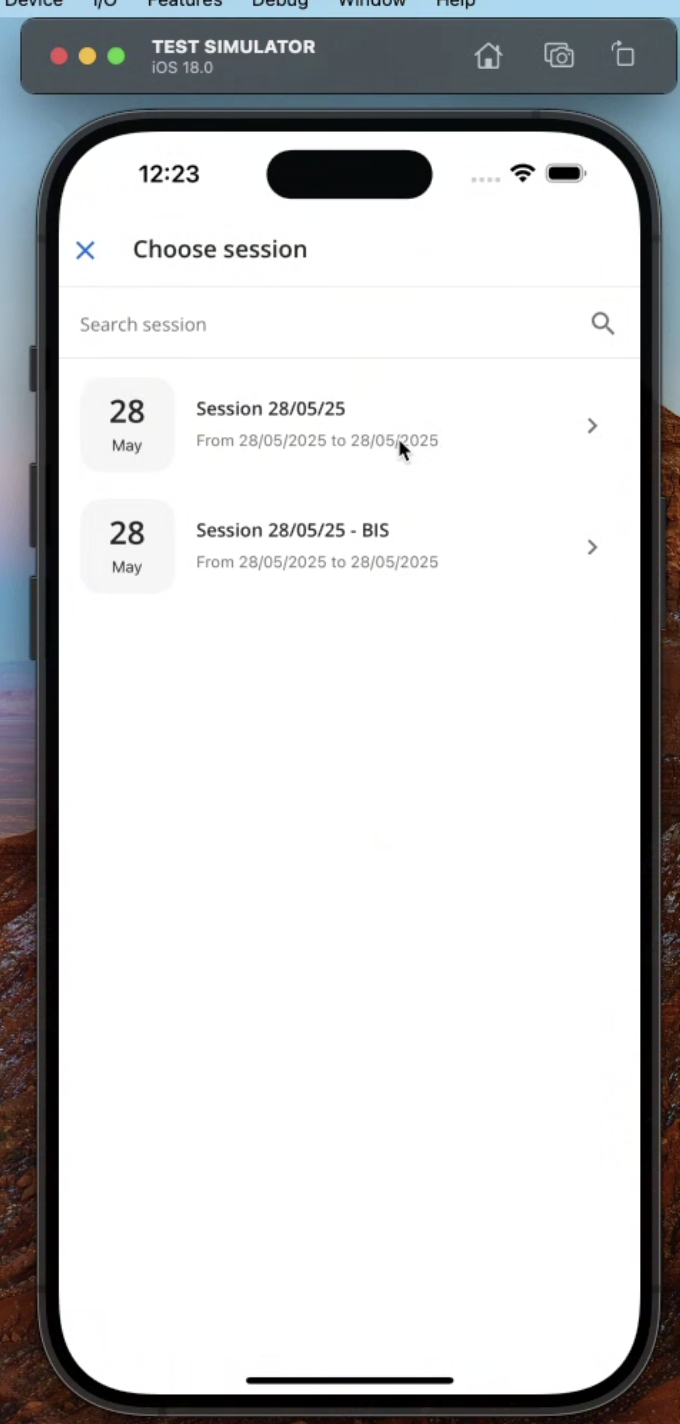 Device I/O Features Debug Window Help
TEST SIMULATOR
iOS 18.0
12:23
Choose session
Search session
28
May
Session 28/05/25
From 28/05/2025 to 28/05/2025
28
May
Session 28/05/25 - BIS
From 28/05/2025 to 28/05/2025